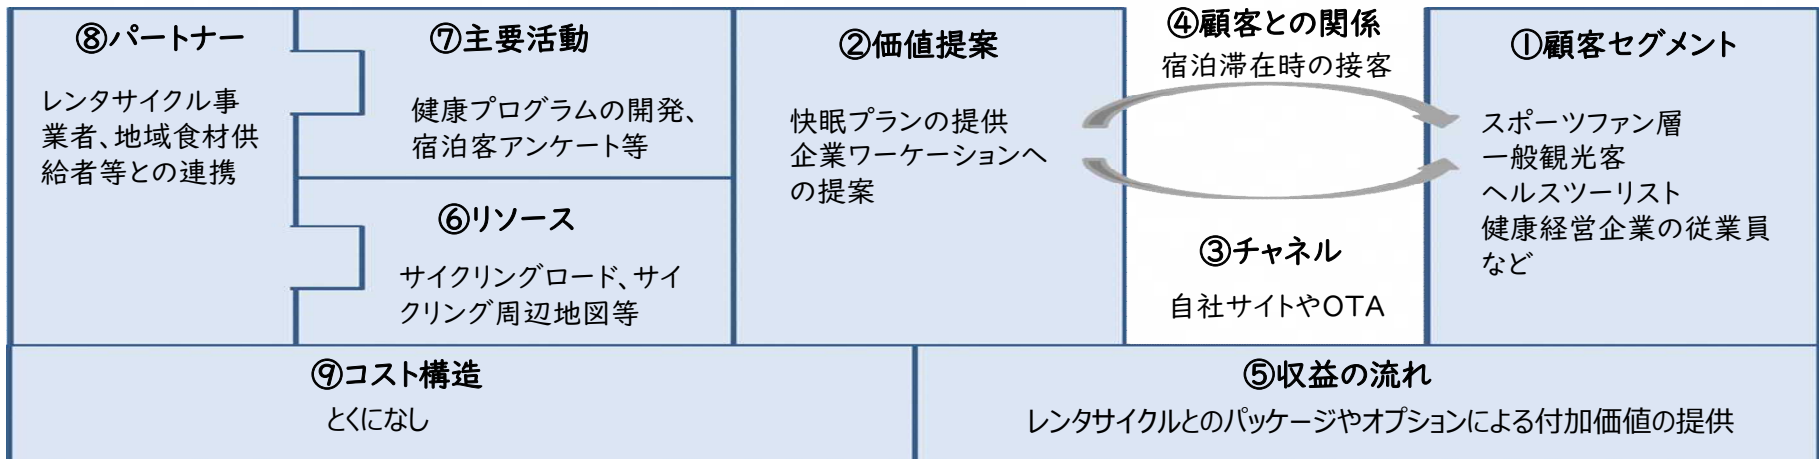 ⑧パートナー
レンタサイクル事
業者、地域食材供
給者等との連携
⑦主要活動
健康プログラムの開発、
宿泊客アンケート等
⑥リソース
サイクリングロード、サイ
クリング周辺地図等
②価値提案
快眠プランの提供
企業ワーケーションへ
の提案
④顧客との関係
宿泊滞在時の接客
③チャネル
自社サイトやOTA
①顧客セグメント
スポーツファン層
一般観光客
ヘルスツーリスト
健康経営企業の従業員
など
⑨コスト構造
とくになし
⑤収益の流れ
レンタサイクルとのパッケージやオプションによる付加価値の提供